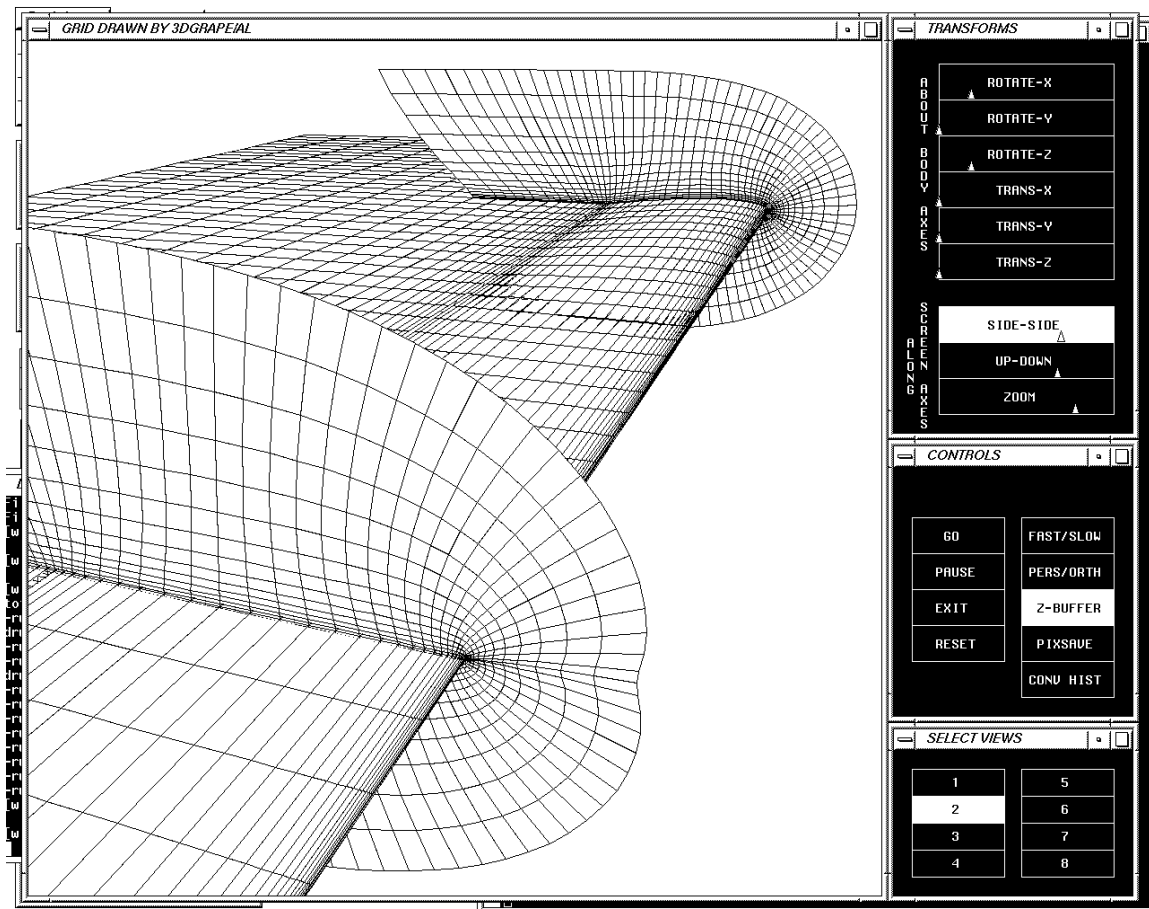 GRID DRAWN BY 3DGRAPE/AL
TRANSFORMS
ABOUT BODY AXES
ROTATE-X
ROTATE-Y
ROTATE-Z
TRANS-X
TRANS-Y
TRANS-Z
ALONG
SCREEN AXES
SIDE-SIDE
UP-DOWN
ZOOM
CONTROLS
GO
FAST/SLOW
PAUSE
PERS/ORTH
EXIT
Z-BUFFER
RESET
PIXSAVE
CONV HIST
SELECT VIEWS
1
5
2
6
3
7
4
8